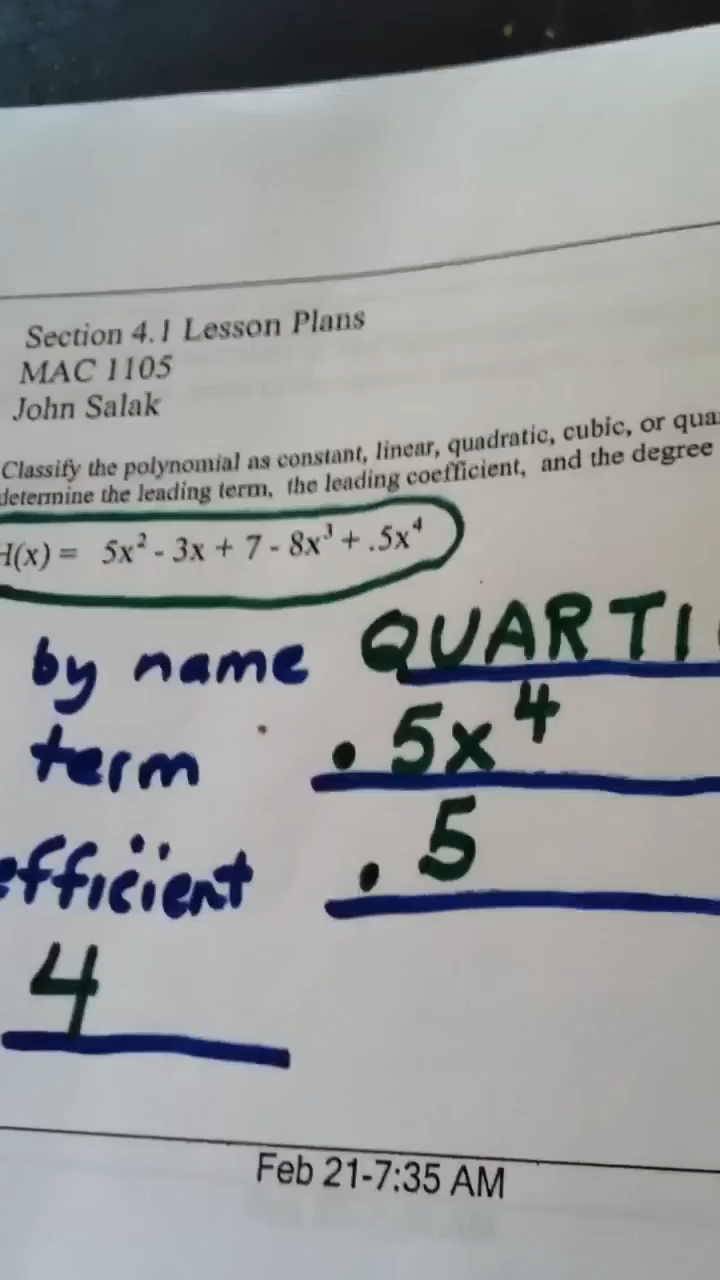 Section 4.1 Lesson Plans
MAC 1105
John Salak
Classify the polynomial as constant, linear, quadratic, cubic, or qua
determine the leading term, the leading coefficient, and the degree
H(x) = 5x² - 3x + 7 - 8x³ + .5x⁴
by name QUARTI
term .5x⁴
efficient .5
4
Feb 21-7:35 AM